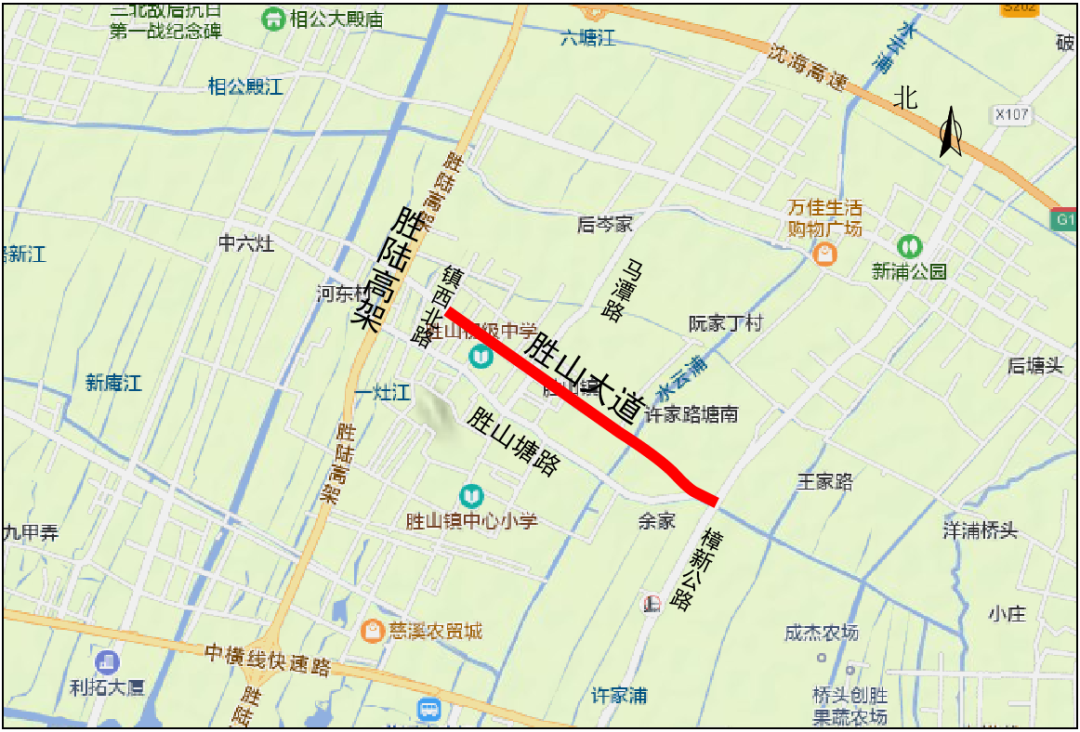 三北敌后抗日
第一战纪念碑
相公大殿庙
六塘江
S202
水云浦
破
沈海高速
相公殿江
北
X107
胜陆高架
万佳生活
购物广场
G1
后岑家
胜陆高架
中六灶
新江
新浦公园
镇西北路
马潭路
河东村
胜山初级中学
阮家丁村
胜山大道
后塘头
水云浦
新庵江
一灶江
胜山镇
许家路塘南
胜山塘路
胜陆高架
王家路
胜山镇中心小学
余家
九甲弄
洋浦桥头
樟新公路
小庄
慈溪农贸城
成杰农场
中横线快速路
利拓大厦
胜陆
许家浦
桥头创胜
果蔬农场